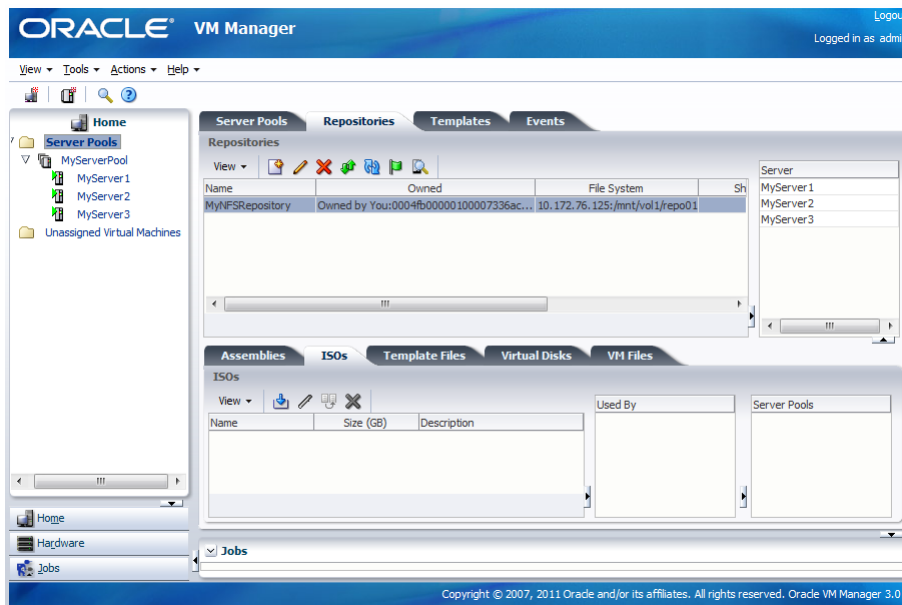 ORACLE® VM Manager
Logou
Logged in as admi
View Tools Actions Help
Home
Server Pools
MyServerPool
MyServer1
MyServer2
MyServer3
Unassigned Virtual Machines
Home
Hardware
Jobs
Server Pools Repositories Templates Events
Repositories
View
Name Owned File System Sh
MyNFSRepository Owned by You:0004fb00000100007336ac... 10.172.76.125:/mnt/vol1/repo01
Server
MyServer1
MyServer2
MyServer3
Assemblies ISOs Template Files Virtual Disks VM Files
ISOs
View
Name Size (GB) Description
Used By
Server Pools
Jobs
Copyright © 2007, 2011 Oracle and/or its affiliates. All rights reserved. Oracle VM Manager 3.0